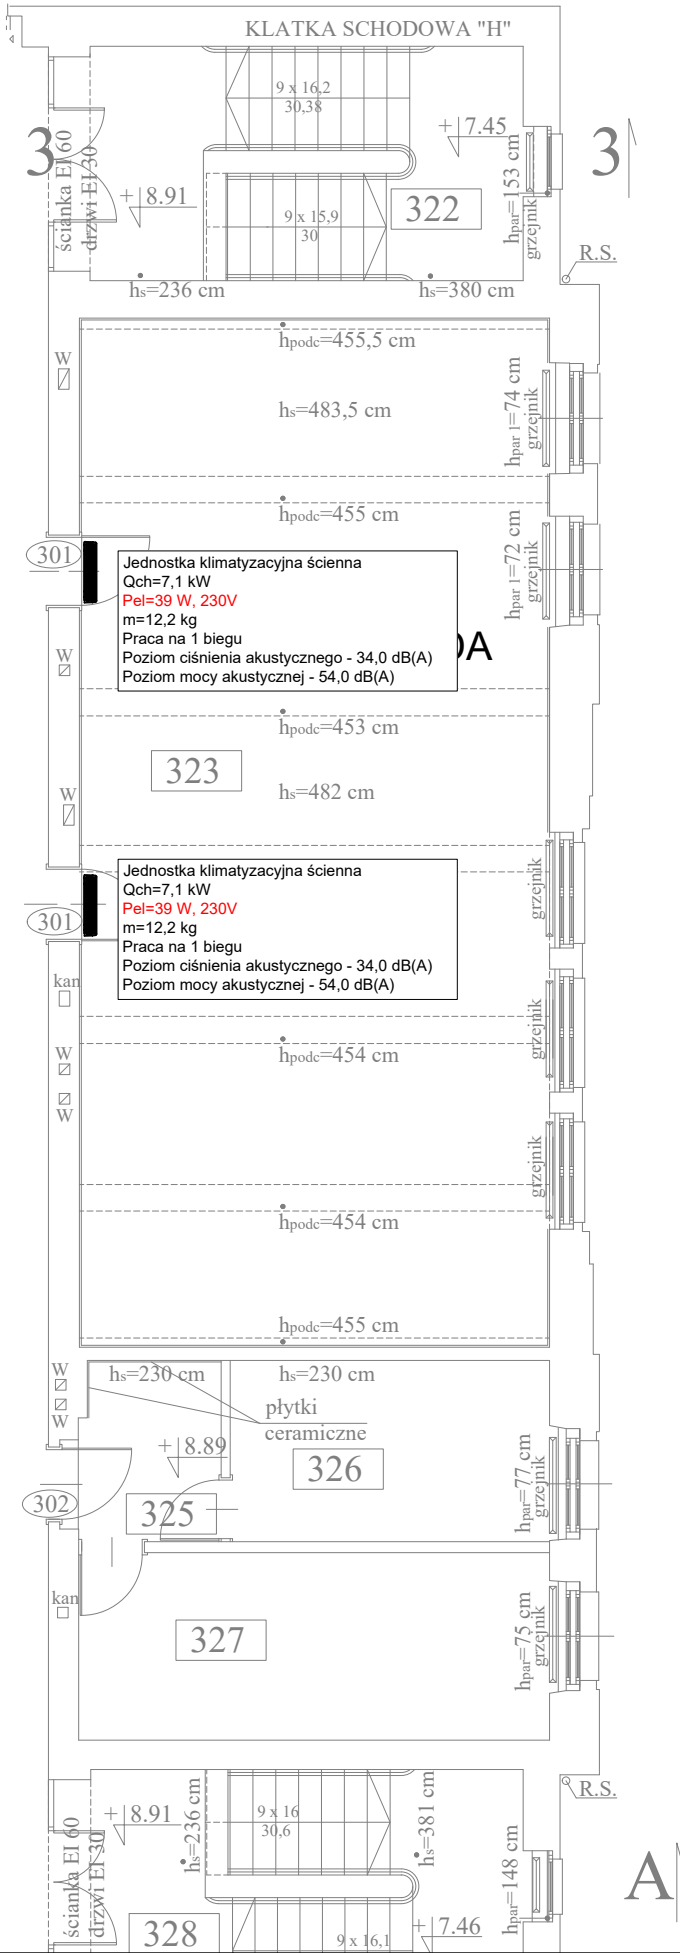 KLATKA SCHODOWA "H"
9 x 16,2
30,38
+ 7.45
3
3
ścianka EI 60
drzwi EI 30
+ 8.91
322
hpar=153 cm
grzejnik
9 x 15,9
30
R.S.
hs=236 cm
hs=380 cm
hpodc=455,5 cm
W
hs=483,5 cm
hpar 1=74 cm
grzejnik
hpodc=455 cm
301
hpar 1=72 cm
grzejnik
Jednostka klimatyzacyjna ścienna
Qch=7,1 kW
Pel=39 W, 230V
m=12,2 kg
Praca na 1 biegu
Poziom ciśnienia akustycznego - 34,0 dB(A)
Poziom mocy akustycznej - 54,0 dB(A)
DA
W
hpodc=453 cm
323
hs=482 cm
W
Jednostka klimatyzacyjna ścienna
Qch=7,1 kW
Pel=39 W, 230V
m=12,2 kg
Praca na 1 biegu
Poziom ciśnienia akustycznego - 34,0 dB(A)
Poziom mocy akustycznej - 54,0 dB(A)
grzejnik
301
kan
grzejnik
W
hpodc=454 cm
W
grzejnik
hpodc=454 cm
hpodc=455 cm
W
hs=230 cm
hs=230 cm
płytki
ceramiczne
W
+ 8.89
326
hpar=77 cm
grzejnik
302
325
kan
327
hpar=75 cm
grzejnik
R.S.
+ 8.91
hs=236 cm
9 x 16
30,6
hs=381 cm
ścianka EI 60
drzwi EI 30
hpar=148 cm
A
328
+ 7.46
9 x 16,1